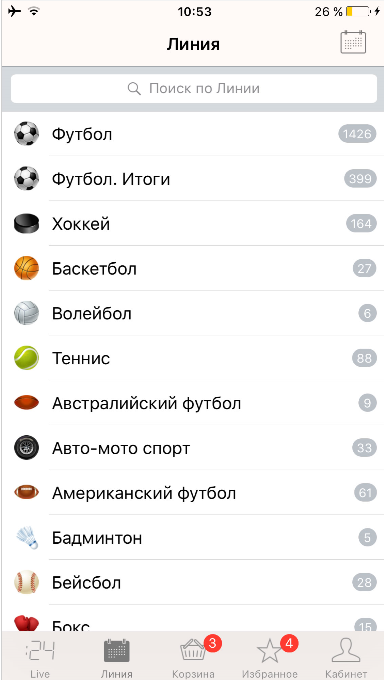 10:53
26 %
Линия
Поиск по Линии
Футбол 1426
Футбол. Итоги 399
Хоккей 164
Баскетбол 27
Волейбол 6
Теннис 88
Австралийский футбол 9
Авто-мото спорт 33
Американский футбол 61
Бадминтон 5
Бейсбол 28
Бокс 15
:24 3 4
Live Линия Корзина Избранное Кабинет